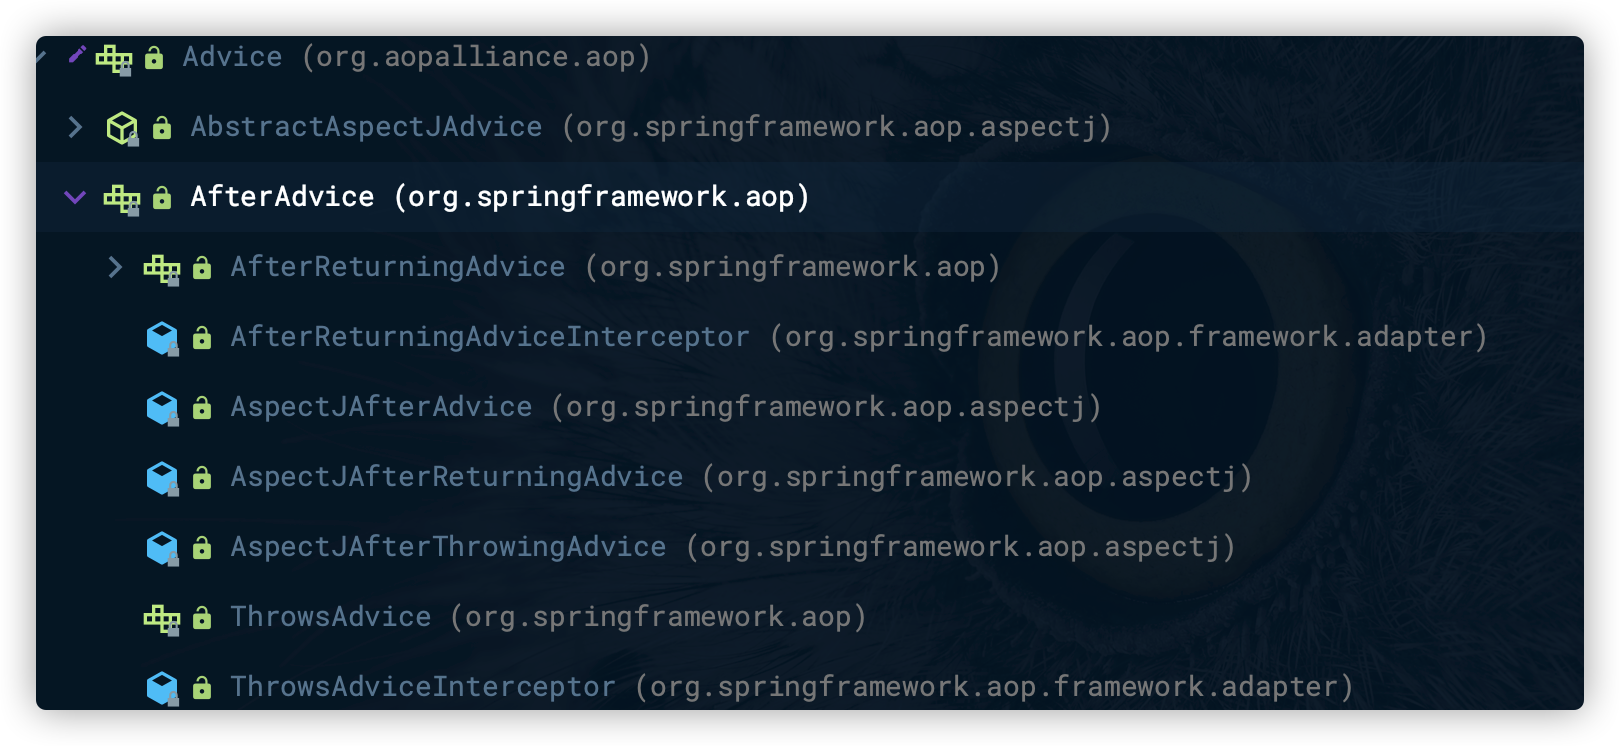 Advice (org.aopalliance.aop)
AbstractAspectJAdvice (org.springframework.aop.aspectj)
AfterAdvice (org.springframework.aop)
AfterReturningAdvice (org.springframework.aop)
AfterReturningAdviceInterceptor (org.springframework.aop.framework.adapter)
AspectJAfterAdvice (org.springframework.aop.aspectj)
AspectJAfterReturningAdvice (org.springframework.aop.aspectj)
AspectJAfterThrowingAdvice (org.springframework.aop.aspectj)
ThrowsAdvice (org.springframework.aop)
ThrowsAdviceInterceptor (org.springframework.aop.framework.adapter)